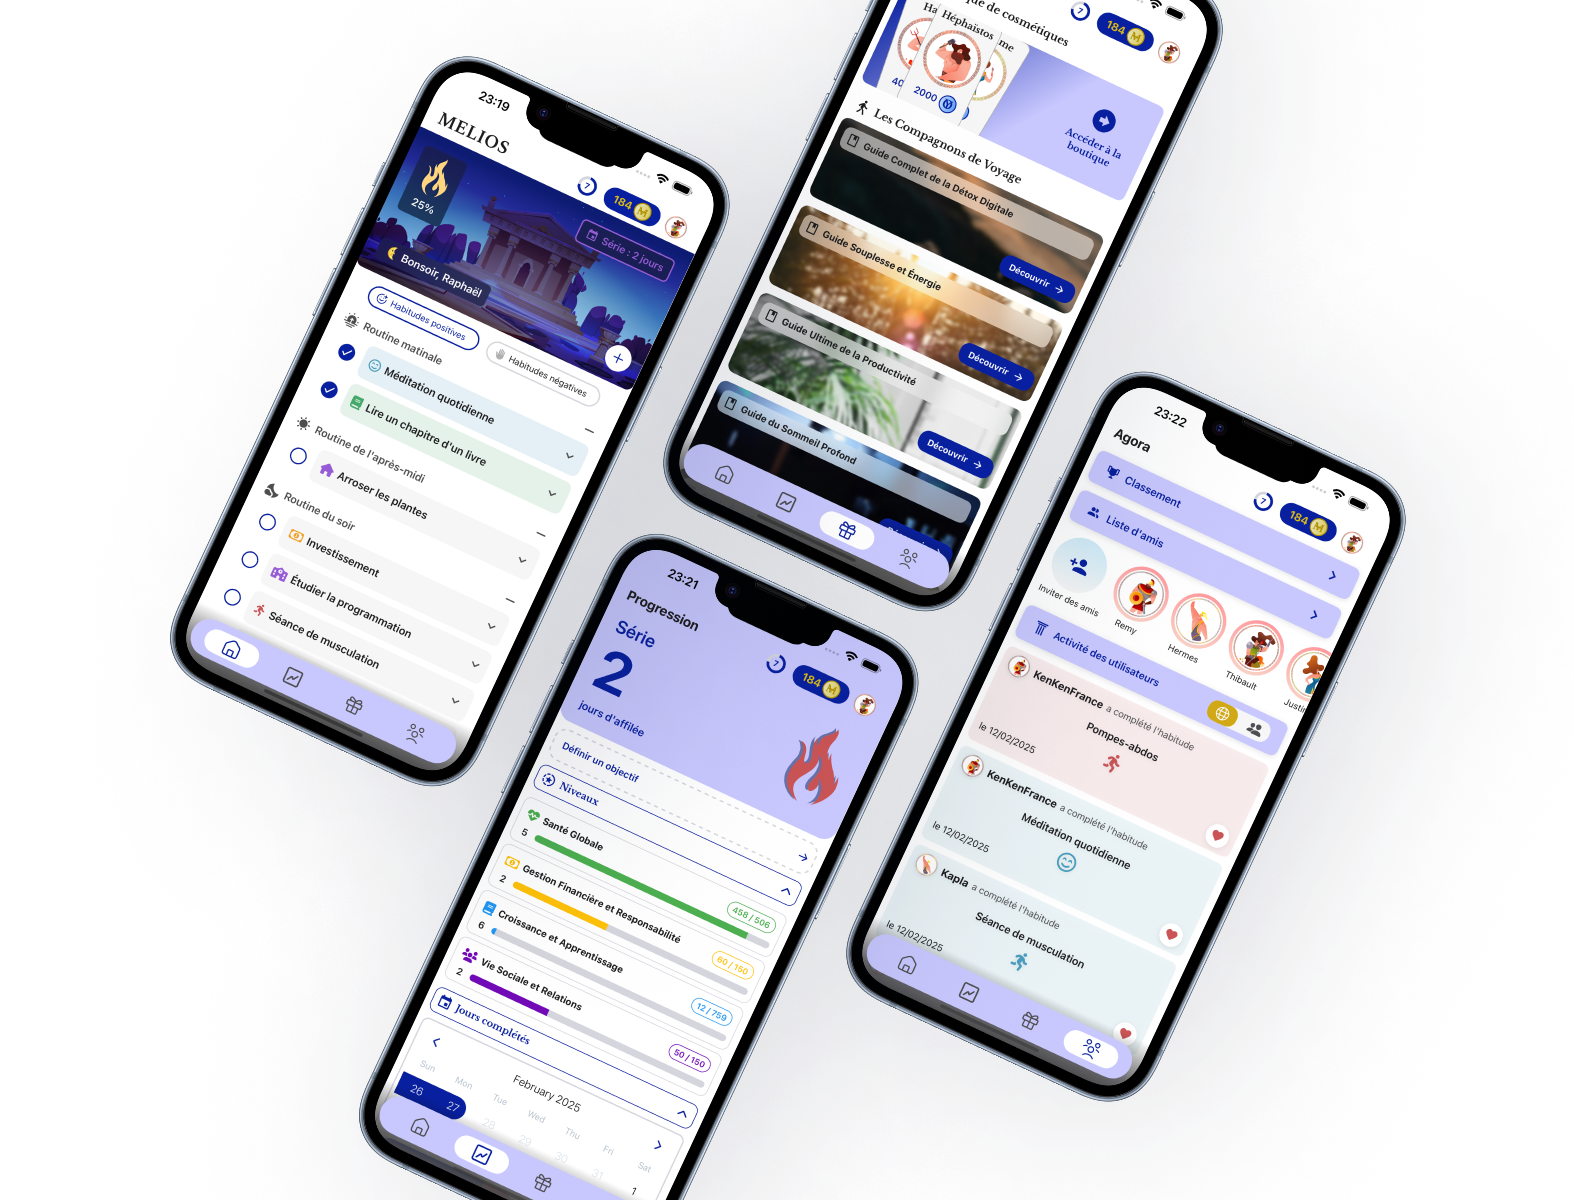 23:19
MELIOS
7
184
25%
Série : 2 jours
Bonsoir, Raphaël
Habitudes positives
Habitudes négatives
Routine matinale
Méditation quotidienne
Lire un chapitre d'un livre
Routine de l'après-midi
Arroser les plantes
Routine du soir
Investissement
Étudier la programmation
Séance de musculation
que de cosmétiques
7
184
Ha
Héphaïstos
me
40
2000
Accéder à la
boutique
Les Compagnons de Voyage
Guide Complet de la Détox Digitale
Découvrir
Guide Souplesse et Énergie
Découvrir
Guide Ultime de la Productivité
Découvrir
Guide du Sommeil Profond
23:21
Progression
7
184
Série
2
jours d'affilée
Définir un objectif
Niveaux
Santé Globale
5
458 / 506
Gestion Financière et Responsabilité
2
60 / 150
Croissance et Apprentissage
6
12 / 759
Vie Sociale et Relations
2
50 / 150
Jours complétés
February 2025
Sun Mon Tue Wed Thu Fri Sat
26 27 28 29 30 31 1
23:22
Agora
7
184
Classement
Liste d'amis
Inviter des amis
Remy
Hermes
Thibault
Justin
Activité des utilisateurs
KenKenFrance a complété l'habitude
Pompes-abdos
le 12/02/2025
KenKenFrance a complété l'habitude
Méditation quotidienne
le 12/02/2025
Kapla a complété l'habitude
Séance de musculation
le 12/02/2025